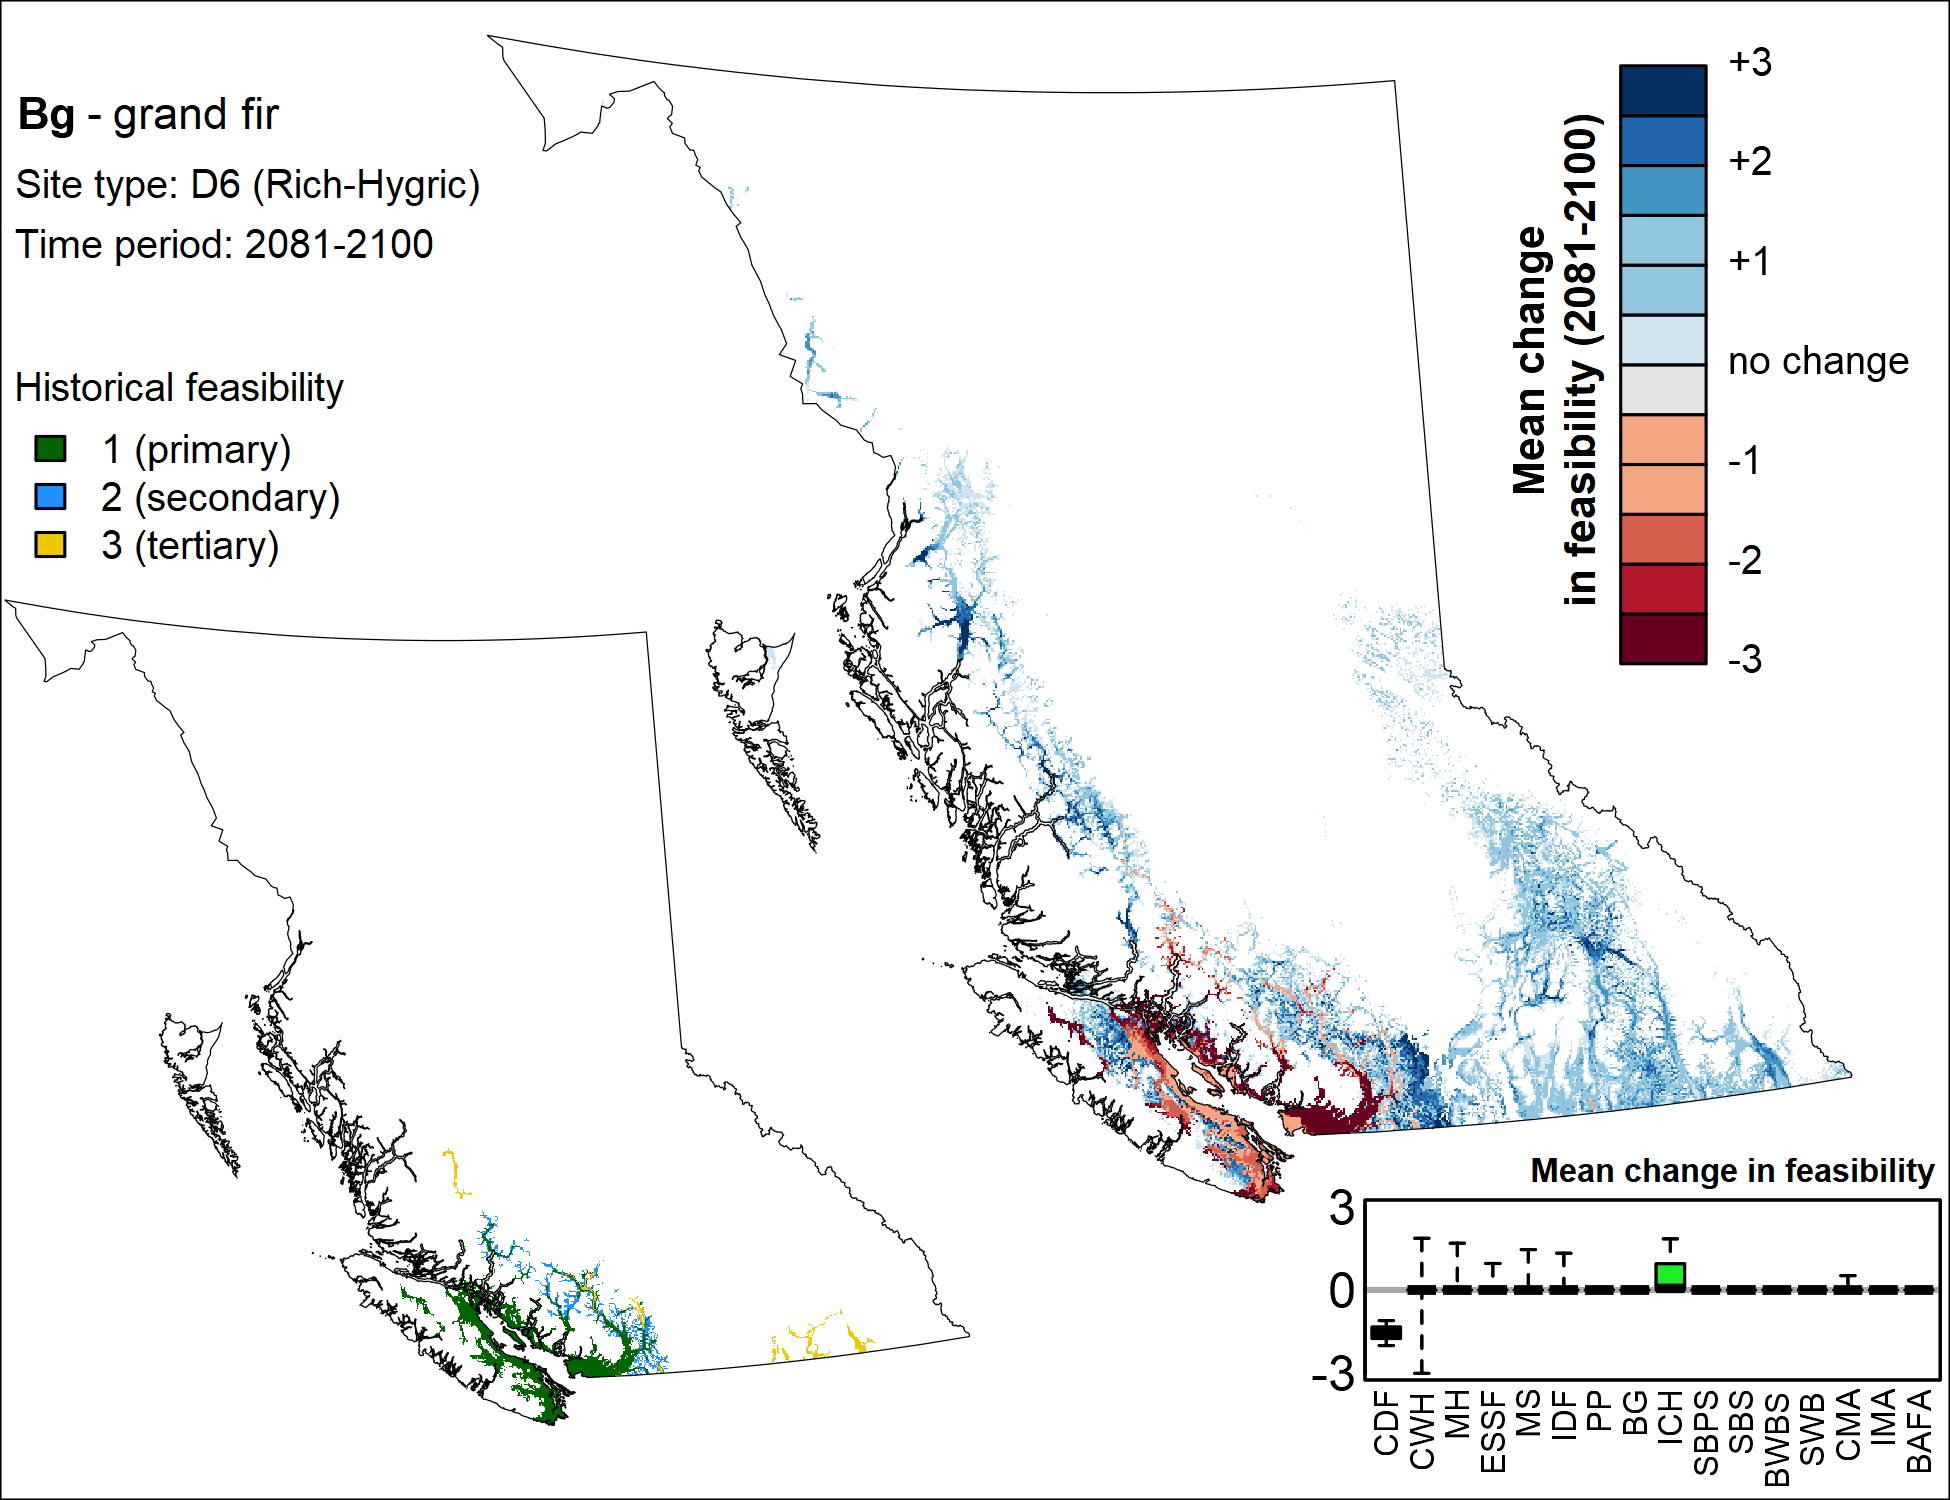 Bg - grand fir
Site type: D6 (Rich-Hygric)
Time period: 2081-2100
Historical feasibility
1 (primary)
2 (secondary)
3 (tertiary)
Mean change
in feasibility (2081-2100)
+3
+2
+1
no change
-1
-2
-3
Mean change in feasibility
3
0
-3
CDF
CWH
MH
ESSF
MS
IDF
PP
BG
ICH
SBPS
SBS
BWBS
SWB
CMA
IMA
BAFA